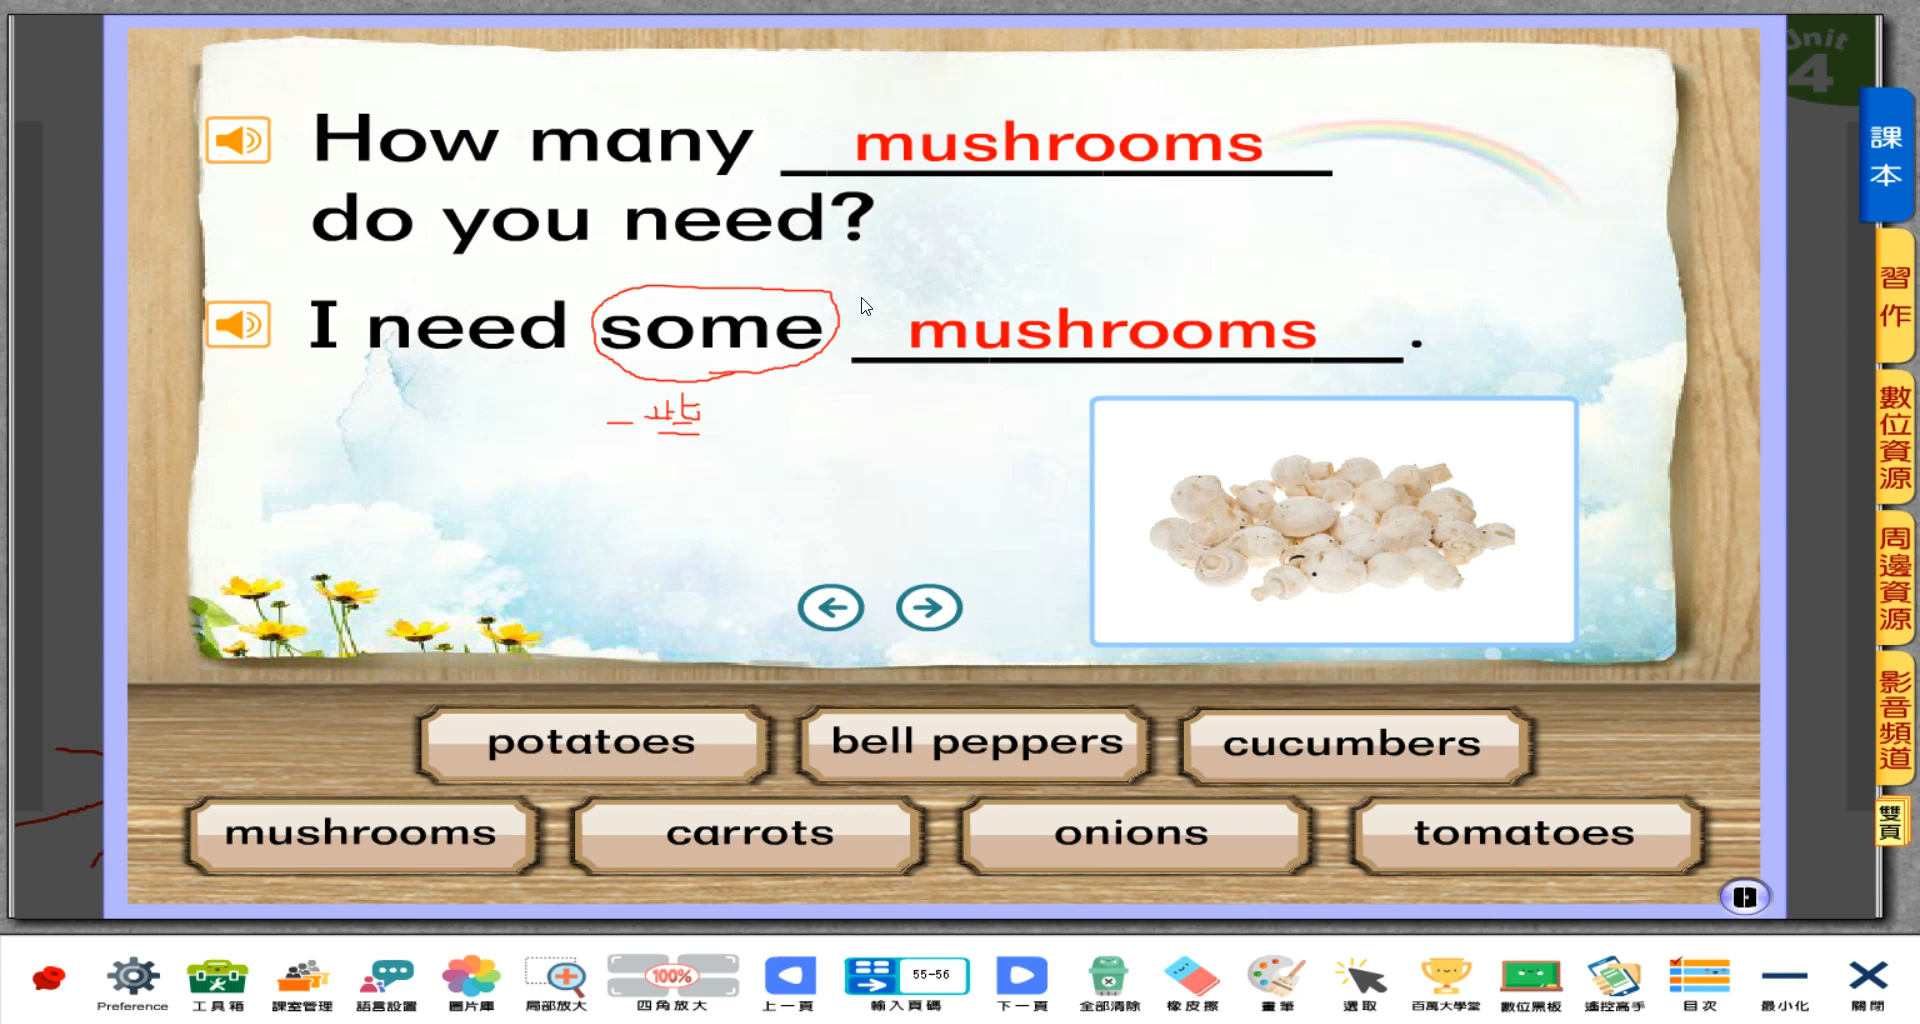 Unit
4
How many mushrooms
do you need?
I need some mushrooms.
一些
potatoes
bell peppers
cucumbers
mushrooms
carrots
onions
tomatoes
課本
習作
數位資源
周邊資源
影音頻道
雙頁
100%
55-56
Preference
工具箱
課室管理
語言設置
圖片庫
局部放大
四角放大
上一頁
輸入頁碼
下一頁
全部清除
橡皮擦
畫筆
選取
百萬大學堂
數位黑板
遙控高手
目次
最小化
關閉